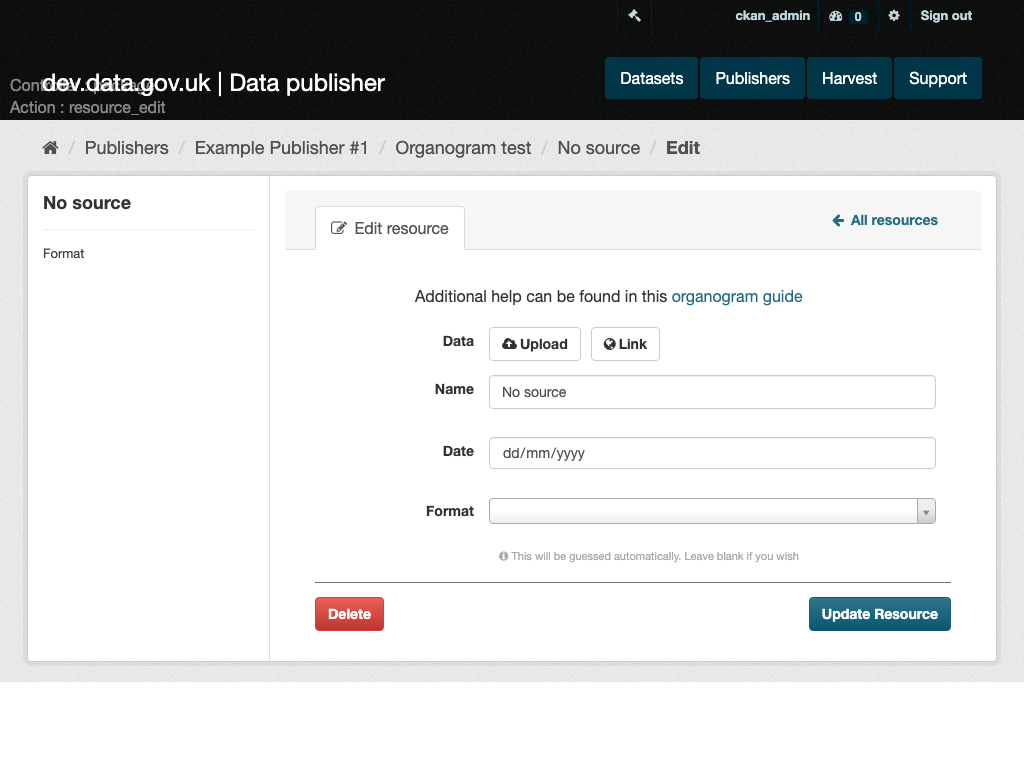 ckan_admin 0 Sign out
dev.data.gov.uk | Data publisher
Action : resource_edit
Datasets Publishers Harvest Support
/ Publishers / Example Publisher #1 / Organogram test / No source / Edit
No source
Format
Edit resource
All resources
Additional help can be found in this organogram guide
Data Upload Link
Name No source
Date dd/mm/yyyy
Format
This will be guessed automatically. Leave blank if you wish
Delete Update Resource